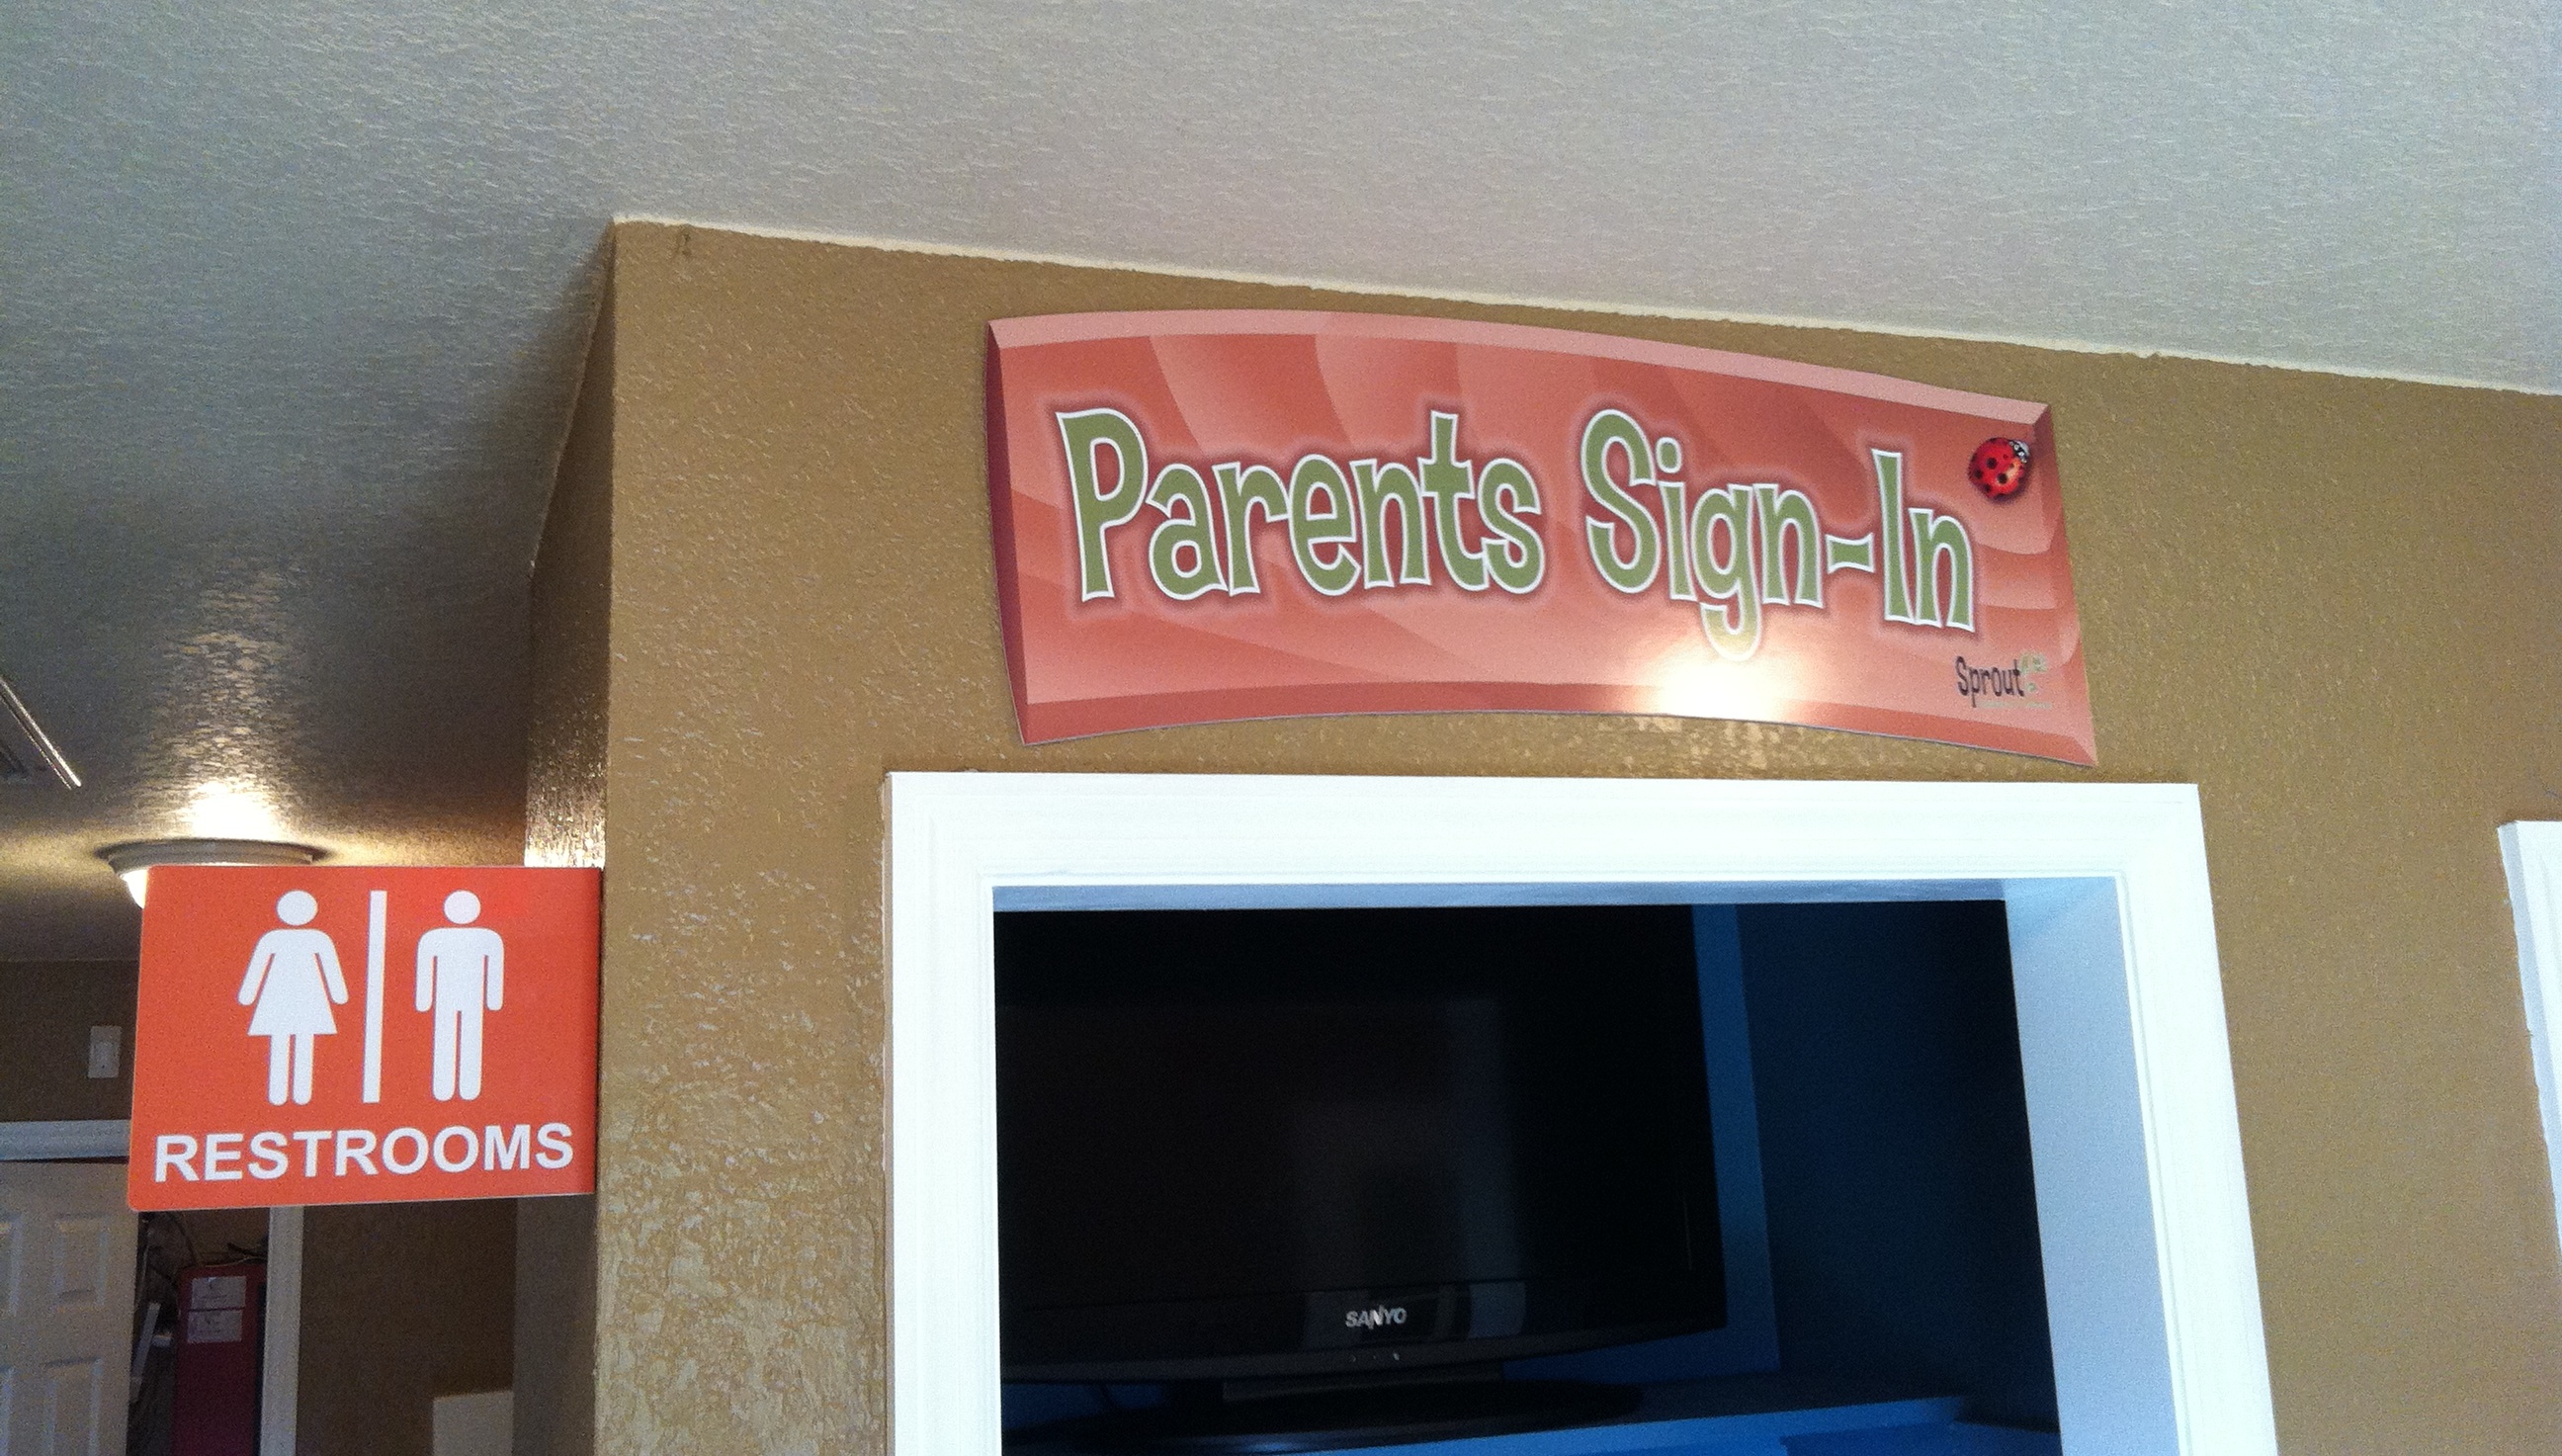 Parents Sign-In
Sprout
RESTROOMS
SANYO